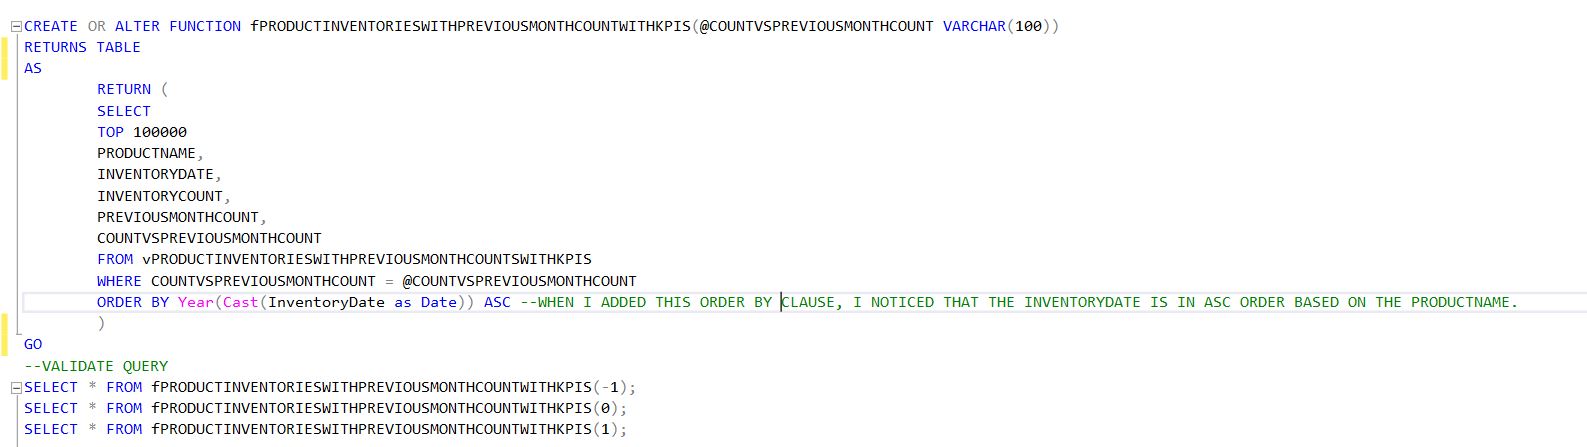 CREATE OR ALTER FUNCTION fPRODUCTINVENTORIESWITHPREVIOUSMONTHCOUNTWITHKPIS(@COUNTVSPREVIOUSMONTHCOUNT VARCHAR(100))
RETURNS TABLE
AS
RETURN (
SELECT
TOP 100000
PRODUCTNAME,
INVENTORYDATE,
INVENTORYCOUNT,
PREVIOUSMONTHCOUNT,
COUNTVSPREVIOUSMONTHCOUNT
FROM vPRODUCTINVENTORIESWITHPREVIOUSMONTHCOUNTSWITHKPIS
WHERE COUNTVSPREVIOUSMONTHCOUNT = @COUNTVSPREVIOUSMONTHCOUNT
ORDER BY Year(Cast(InventoryDate as Date)) ASC --WHEN I ADDED THIS ORDER BY CLAUSE, I NOTICED THAT THE INVENTORYDATE IS IN ASC ORDER BASED ON THE PRODUCTNAME.
)
GO
--VALIDATE QUERY
SELECT * FROM fPRODUCTINVENTORIESWITHPREVIOUSMONTHCOUNTWITHKPIS(-1);
SELECT * FROM fPRODUCTINVENTORIESWITHPREVIOUSMONTHCOUNTWITHKPIS(0);
SELECT * FROM fPRODUCTINVENTORIESWITHPREVIOUSMONTHCOUNTWITHKPIS(1);